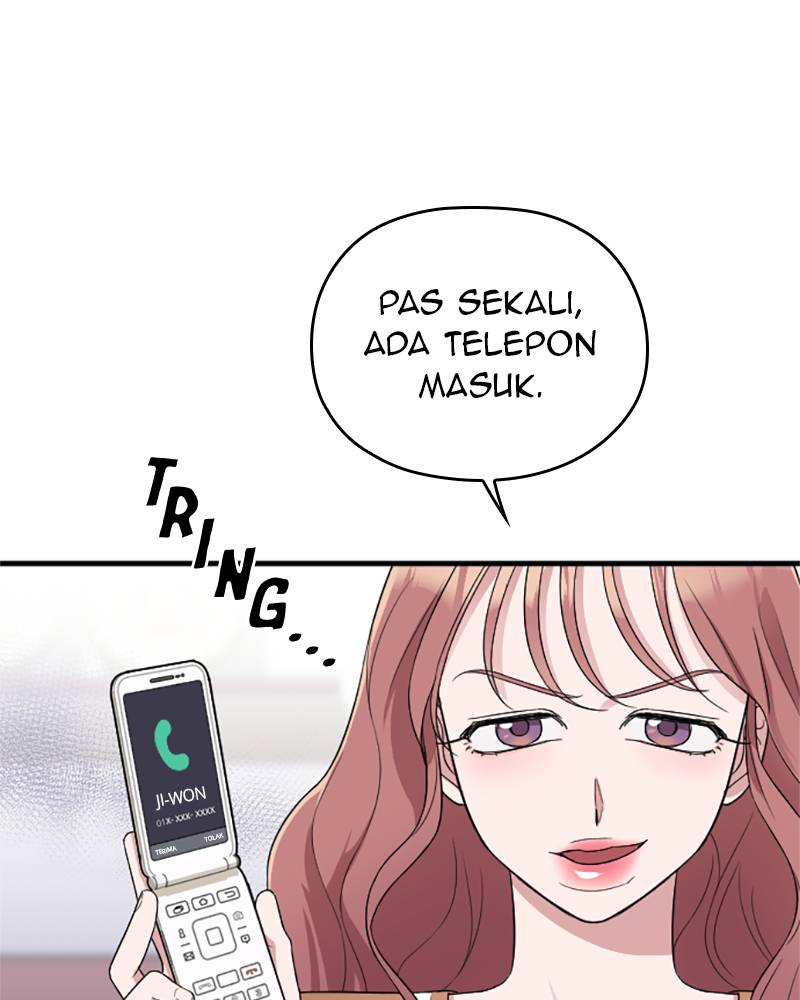 PAS SEKALI,
ADA TELEPON
MASUK.
TRING...
JI-WON
01X-XXX-XXXX
TERIMA TOLAK